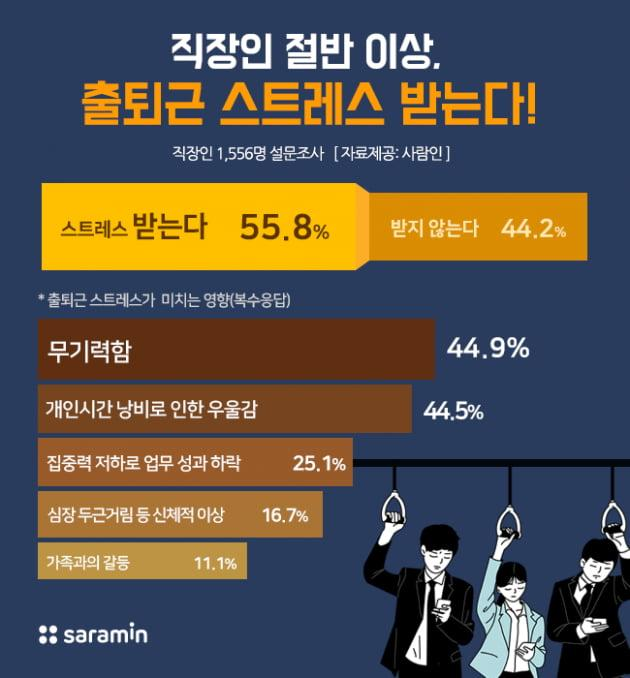 직장인 절반 이상,
출퇴근 스트레스 받는다!
직장인 1,556명 설문조사 [ 자료제공: 사람인 ]
스트레스 받는다 55.8% 받지 않는다 44.2%
* 출퇴근 스트레스가 미치는 영향(복수응답)
무기력함 44.9%
개인시간 낭비로 인한 우울감 44.5%
집중력 저하로 업무 성과 하락 25.1%
심장 두근거림 등 신체적 이상 16.7%
가족과의 갈등 11.1%
saramin